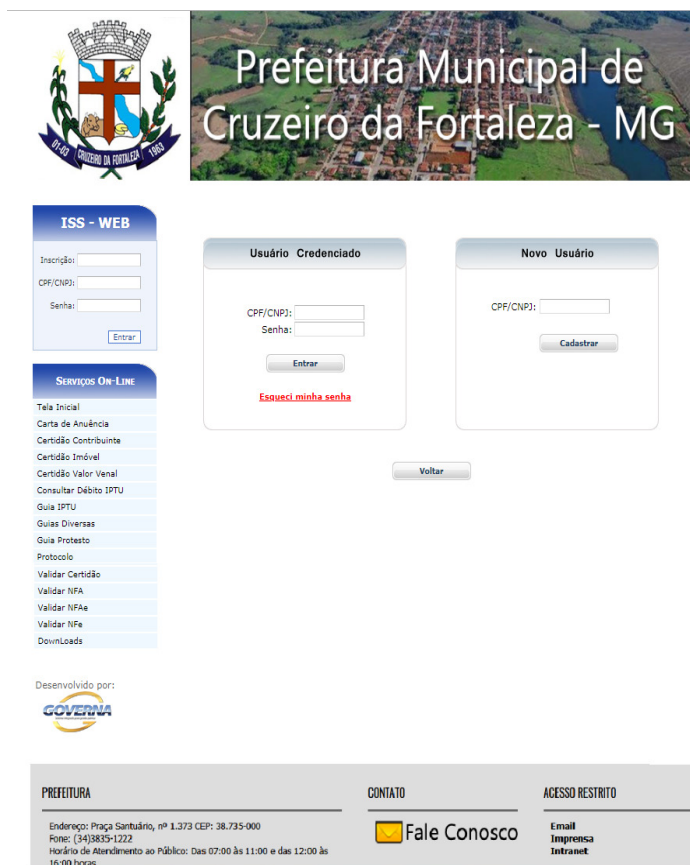 Prefeitura Municipal de
Cruzeiro da Fortaleza - MG
01-03 CRUZEIRO DA FORTALEZA 1963
ISS - WEB
Inscrição:
CPF/CNPJ:
Senha:
Entrar
Usuário Credenciado
CPF/CNPJ:
Senha:
Entrar
Esqueci minha senha
Novo Usuário
CPF/CNPJ:
Cadastrar
Voltar
Serviços On-Line
Tela Inicial
Carta de Anuência
Certidão Contribuinte
Certidão Imóvel
Certidão Valor Venal
Consultar Débito IPTU
Guia IPTU
Guias Diversas
Guia Protesto
Protocolo
Validar Certidão
Validar NFA
Validar NFAe
Validar NFe
DownLoads
Desenvolvido por:
GOVERNA
PREFEITURA
Endereço: Praça Santuário, nº 1.373 CEP: 38.735-000
Fone: (34)3835-1222
Horário de Atendimento ao Público: Das 07:00 às 11:00 e das 12:00 às
16:00 horas
CONTATO
Fale Conosco
ACESSO RESTRITO
Email
Imprensa
Intranet